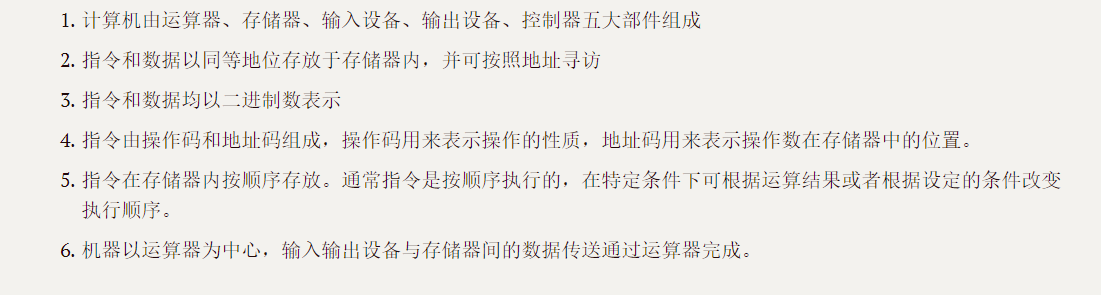 1. 计算机由运算器、存储器、输入设备、输出设备、控制器五大部件组成
2. 指令和数据以同等地位存放于存储器内，并可按照地址寻访
3. 指令和数据均以二进制数表示
4. 指令由操作码和地址码组成，操作码用来表示操作的性质，地址码用来表示操作数在存储器中的位置。
5. 指令在存储器内按顺序存放。通常指令是按顺序执行的，在特定条件下可根据运算结果或者根据设定的条件改变
执行顺序。
6. 机器以运算器为中心，输入输出设备与存储器间的数据传送通过运算器完成。